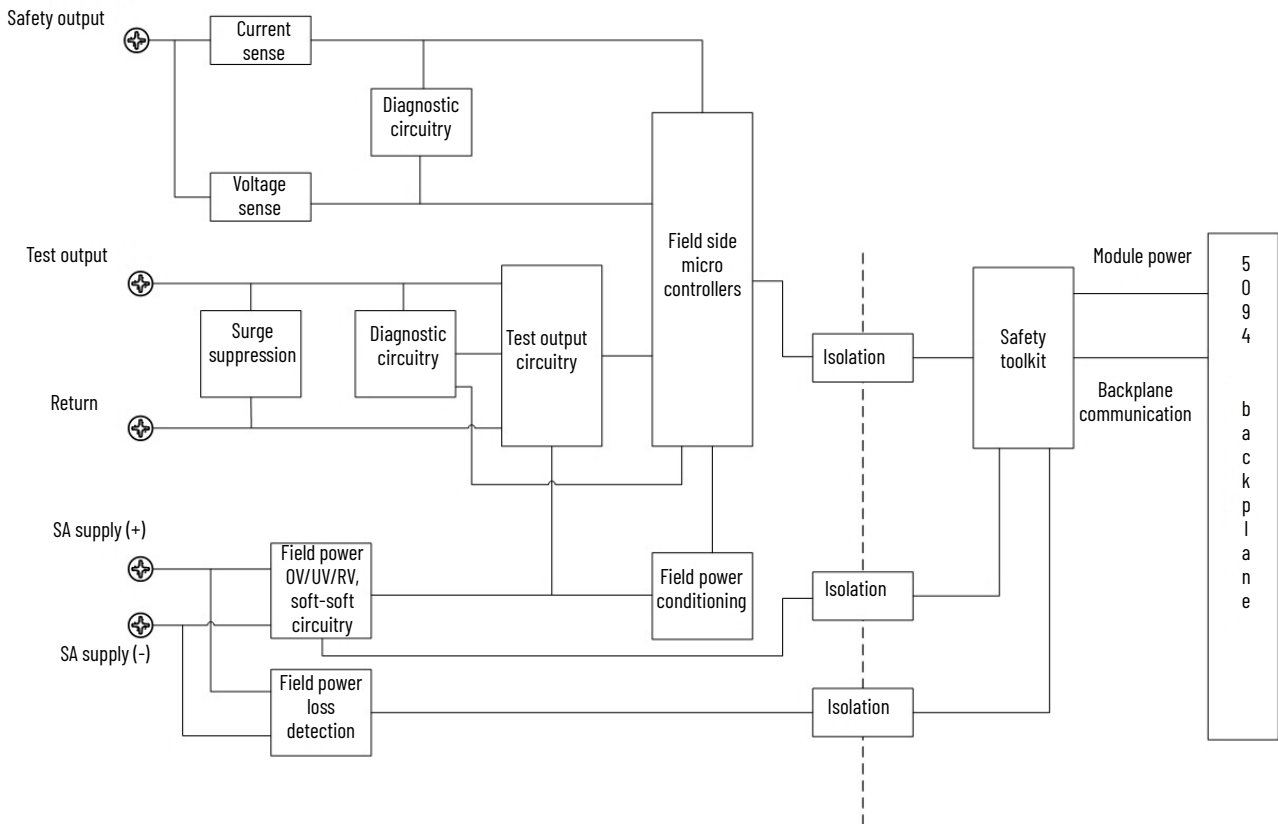 Safety output
Current
sense
Diagnostic
circuitry
Voltage
sense
Test output
Surge
suppression
Diagnostic
circuitry
Test output
circuitry
Field side
micro
controllers
Return
SA supply (+)
SA supply (-)
Field power
OV/UV/RV,
soft-soft
circuitry
Field power
conditioning
Field power
loss
detection
Isolation
Isolation
Isolation
Safety
toolkit
Module power
Backplane
communication
5
0
9
4
b
a
c
k
p
l
a
n
e